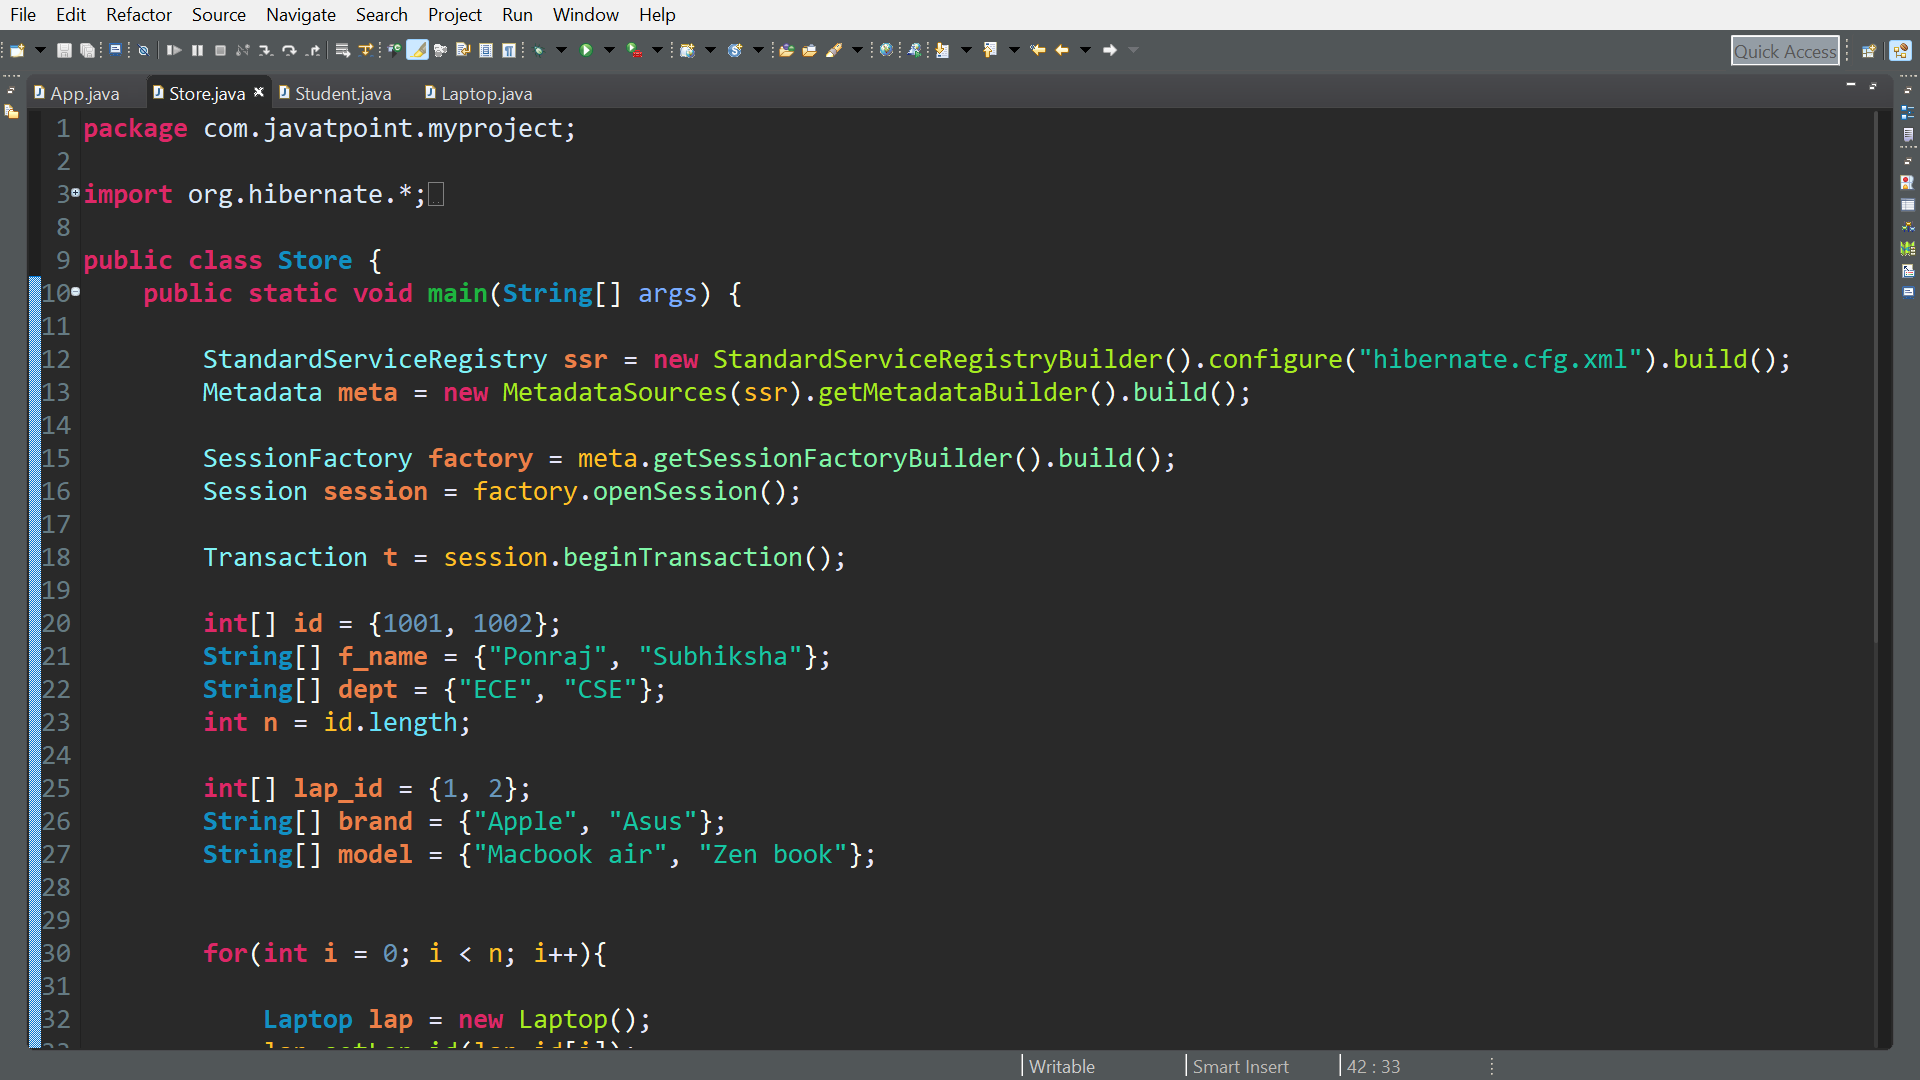 File Edit Refactor Source Navigate Search Project Run Window Help
Quick Access
App.java Store.java Student.java Laptop.java
1 package com.javatpoint.myproject;
2
3 import org.hibernate.*;
8
9 public class Store {
10 public static void main(String[] args) {
11
12 StandardServiceRegistry ssr = new StandardServiceRegistryBuilder().configure("hibernate.cfg.xml").build();
13 Metadata meta = new MetadataSources(ssr).getMetadataBuilder().build();
14
15 SessionFactory factory = meta.getSessionFactoryBuilder().build();
16 Session session = factory.openSession();
17
18 Transaction t = session.beginTransaction();
19
20 int[] id = {1001, 1002};
21 String[] f_name = {"Ponraj", "Subhiksha"};
22 String[] dept = {"ECE", "CSE"};
23 int n = id.length;
24
25 int[] lap_id = {1, 2};
26 String[] brand = {"Apple", "Asus"};
27 String[] model = {"Macbook air", "Zen book"};
28
29
30 for(int i = 0; i < n; i++){
31
32 Laptop lap = new Laptop();
Writable Smart Insert 42 : 33